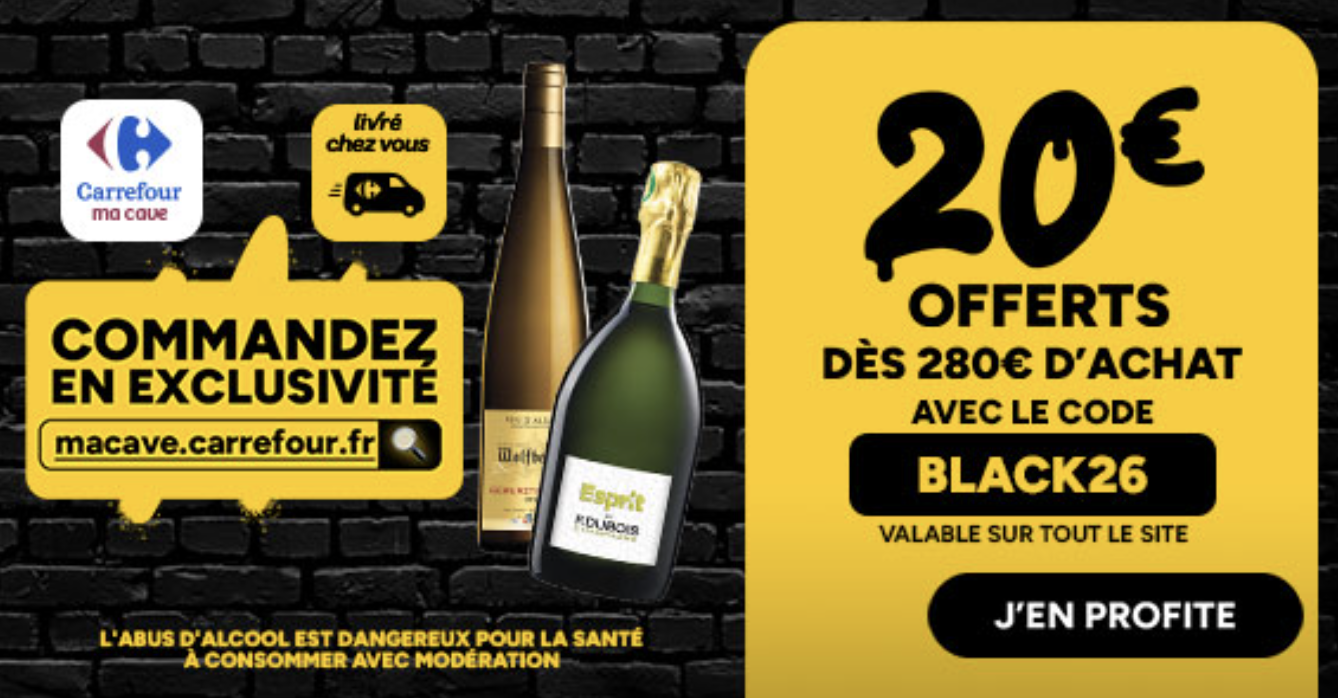 Carrefour
ma cave
livré
chez vous
COMMANDEZ
EN EXCLUSIVITÉ
macave.carrefour.fr
Esprit
P.DUBOIS
L'ABUS D'ALCOOL EST DANGEREUX POUR LA SANTÉ
À CONSOMMER AVEC MODÉRATION
20€
OFFERTS
DÈS 280€ D'ACHAT
AVEC LE CODE
BLACK26
VALABLE SUR TOUT LE SITE
J'EN PROFITE